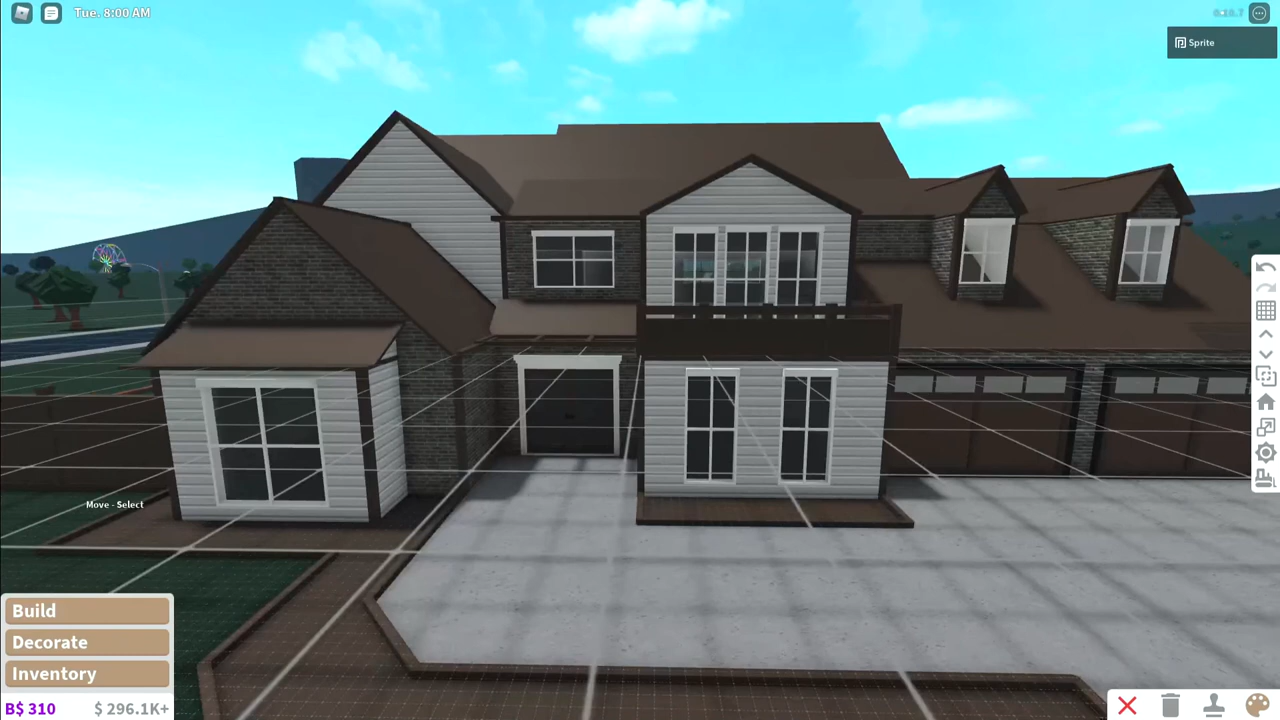 Tue. 8:00 AM
Sprite
Move - Select
Build
Decorate
Inventory
B$ 310
$ 296.1K+